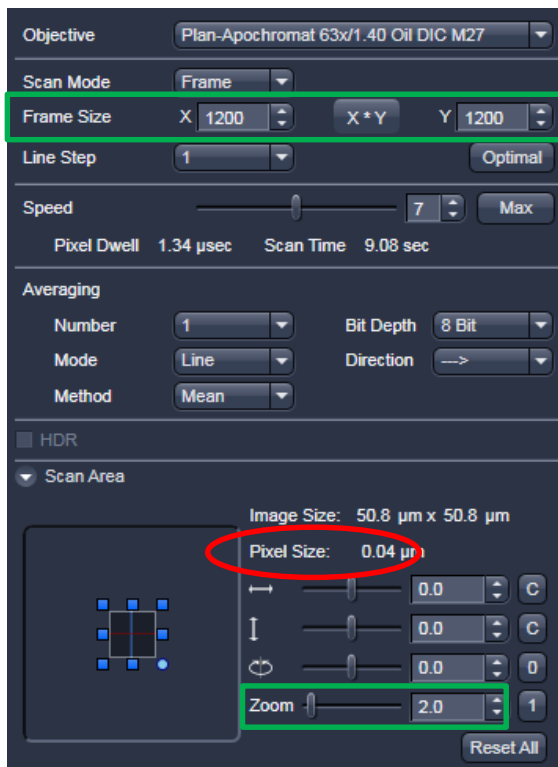 Objective Plan-Apochromat 63x/1.40 Oil DIC M27
Scan Mode Frame
Frame Size X 1200 X * Y Y 1200
Line Step 1 Optimal
Speed 7 Max
Pixel Dwell 1.34 µsec Scan Time 9.08 sec
Averaging
Number 1 Bit Depth 8 Bit
Mode Line Direction --->
Method Mean
HDR
Scan Area
Image Size: 50.8 µm x 50.8 µm
Pixel Size: 0.04 µm
0.0 C
0.0 C
0.0 0
Zoom 2.0 1
Reset All